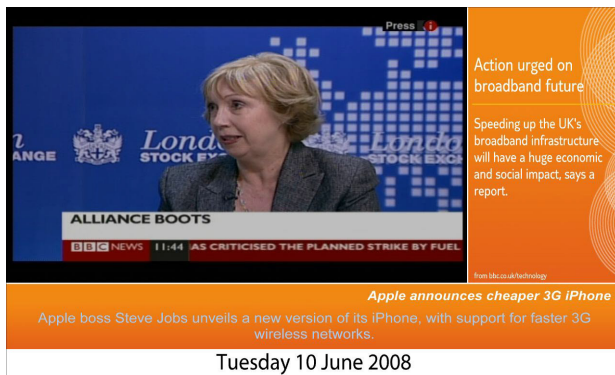 Press i
n
ANGE
London
STOCK EXC
London
STOCK EXCH
ALLIANCE BOOTS
BBC NEWS 11:44 AS CRITICISED THE PLANNED STRIKE BY FUEL
Action urged on
broadband future
Speeding up the UK's
broadband infrastructure
will have a huge economic
and social impact, says a
report.
from bbc.co.uk/technology
Apple announces cheaper 3G iPhone
Apple boss Steve Jobs unveils a new version of its iPhone, with support for faster 3G
wireless networks.
Tuesday 10 June 2008